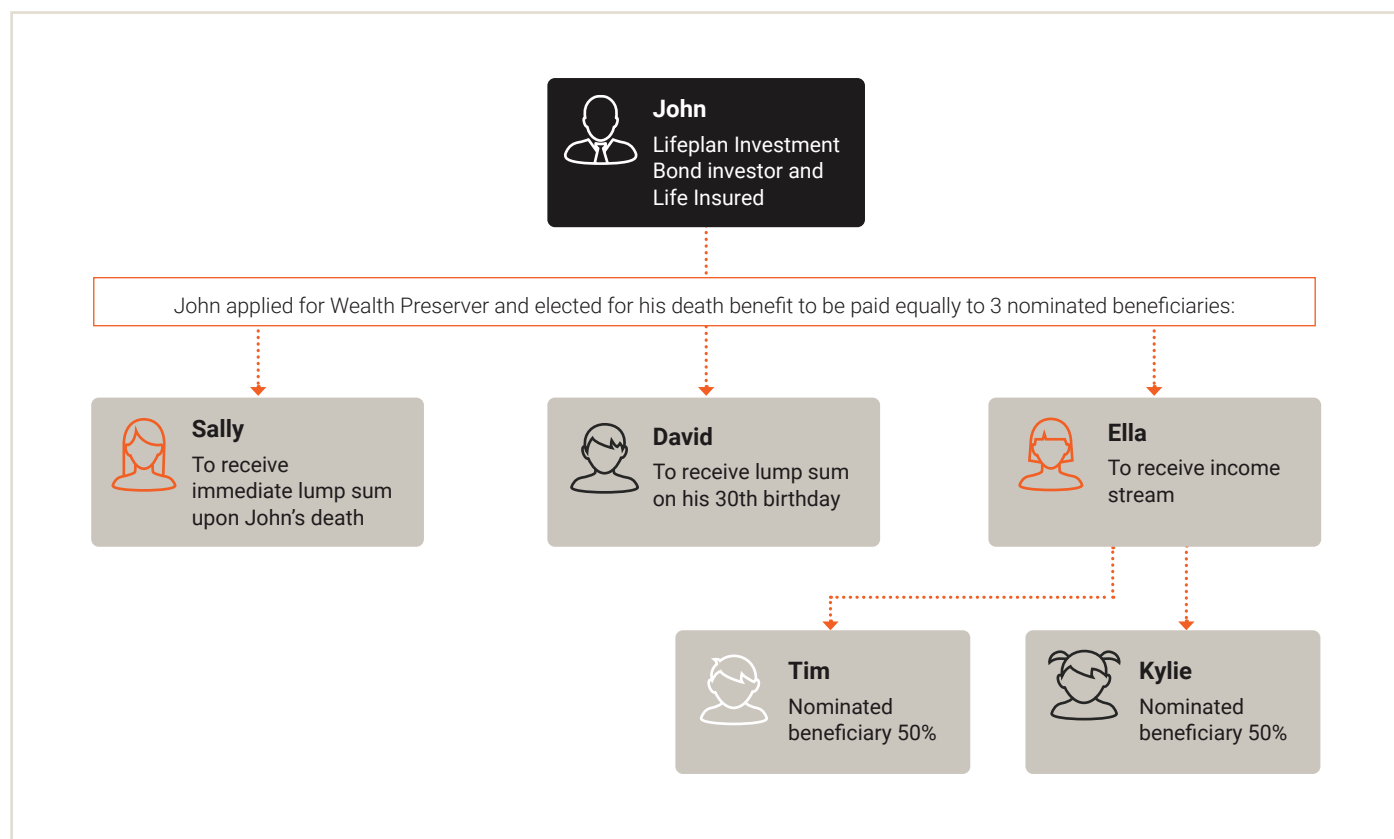 John
Lifeplan Investment
Bond investor and
Life Insured
John applied for Wealth Preserver and elected for his death benefit to be paid equally to 3 nominated beneficiaries:
Sally
To receive
immediate lump sum
upon John’s death
David
To receive lump sum
on his 30th birthday
Ella
To receive income
stream
Tim
Nominated
beneficiary 50%
Kylie
Nominated
beneficiary 50%